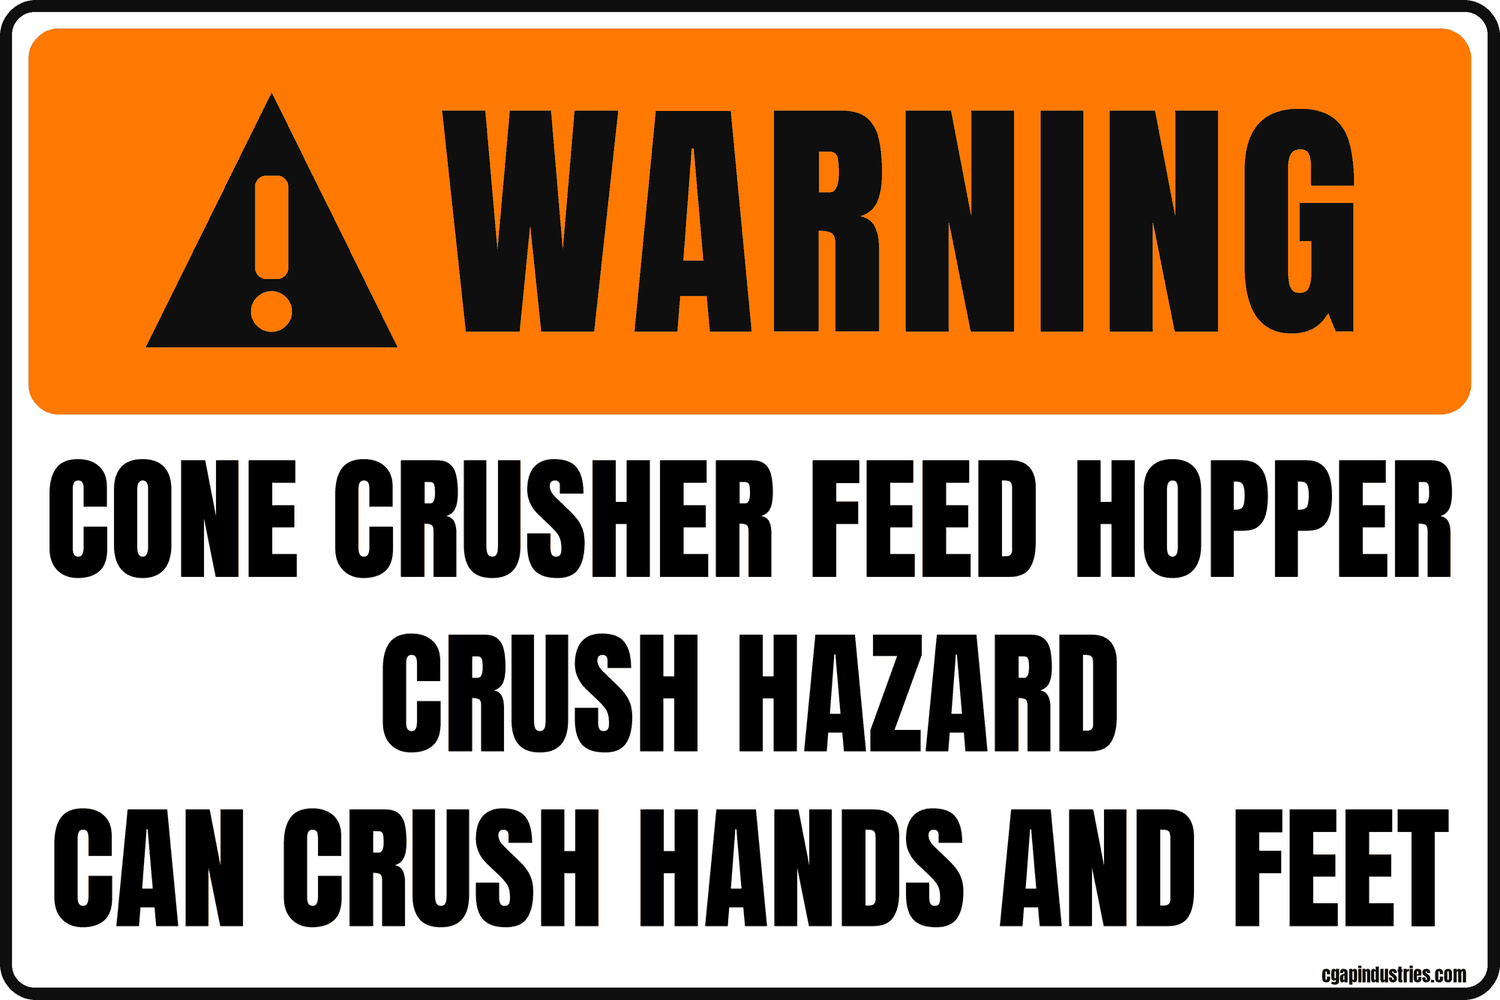 WARNING
CONE CRUSHER FEED HOPPER
CRUSH HAZARD
CAN CRUSH HANDS AND FEET
cgapindustries.com